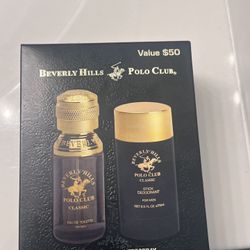 Value $50
BEVERLY HILLS POLO CLUB®
BEVERLY HILLS
POLO CLUB
CLASSIC
EAU DE TOILETTE
BEVERLY HILLS
POLO CLUB
CLASSIC
STICK
DEODORANT
FOR MEN